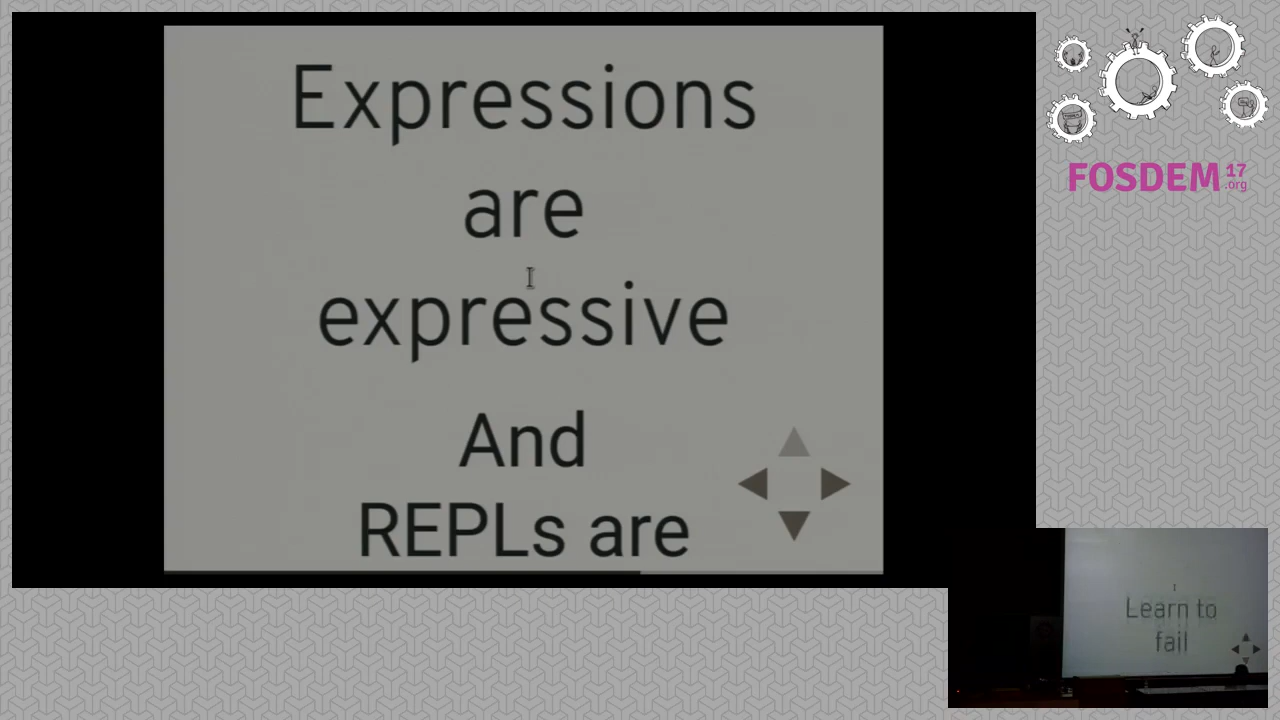 Expressions
are
expressive
And
REPLs are
FOSDEM 17
.org
Learn to
fail